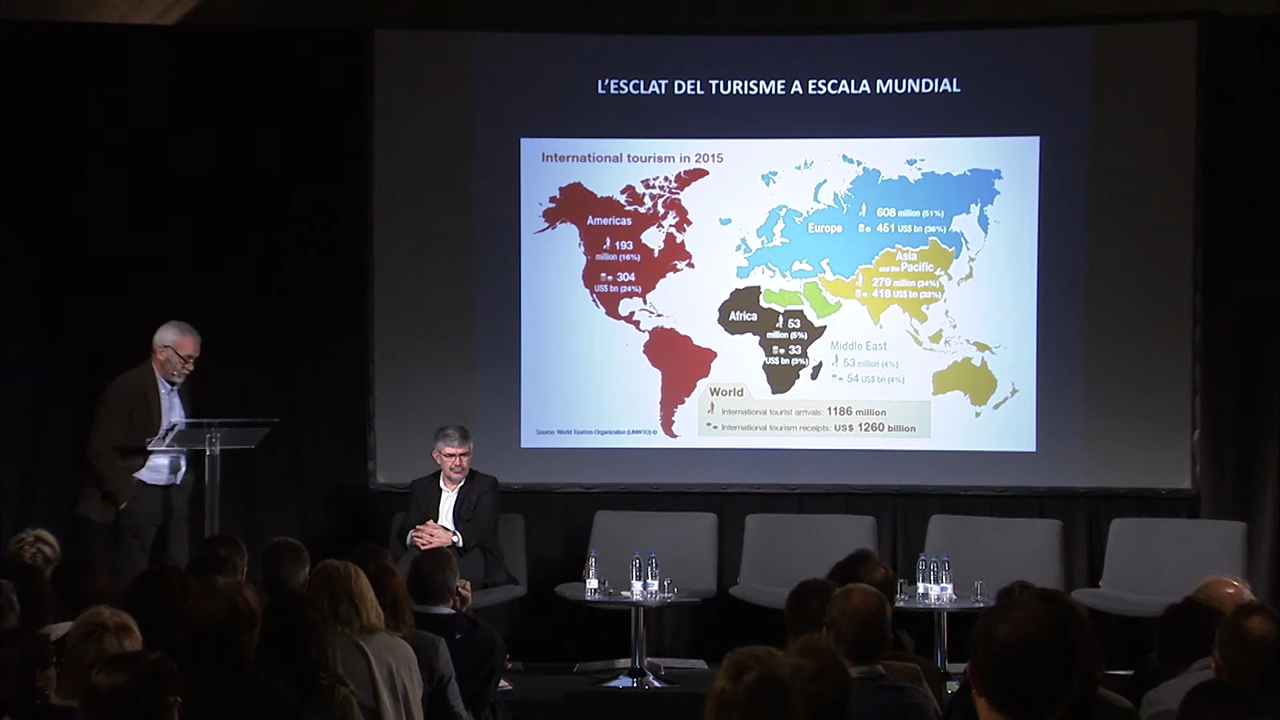 L'ESCLAT DEL TURISME A ESCALA MUNDIAL
International tourism in 2015
Americas
193
million (16%)
304
US$ bn (24%)
Europe
608 million (51%)
451 US$ bn (36%)
Asia
and the Pacific
279 million (24%)
418 US$ bn (33%)
Africa
53
million (5%)
33
US$ bn (3%)
Middle East
53 million (4%)
54 US$ bn (4%)
World
International tourist arrivals: 1186 million
International tourism receipts: US$ 1260 billion
Source: World Tourism Organization (UNWTO) ©